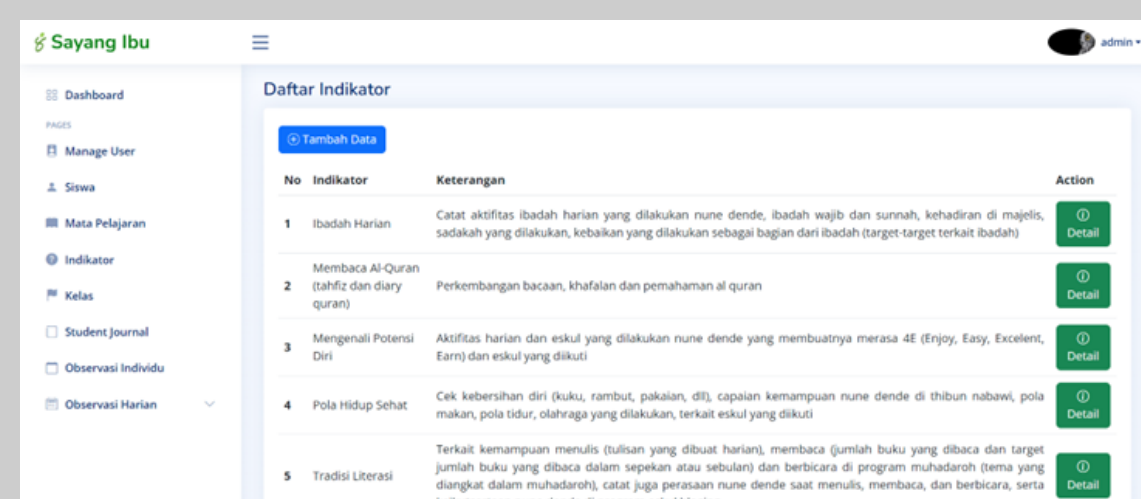 Sayang Ibu
admin
Dashboard
PAGES
Manage User
Siswa
Mata Pelajaran
Indikator
Kelas
Student Journal
Observasi Individu
Observasi Harian
Daftar Indikator
Tambah Data
No Indikator Keterangan Action
1 Ibadah Harian
Catat aktifitas ibadah harian yang dilakukan nune dende, ibadah wajib dan sunnah, kehadiran di majelis,
sadakah yang dilakukan, kebaikan yang dilakukan sebagai bagian dari ibadah (target-target terkait ibadah)
Detail
2
Membaca Al-Quran
(tahfiz dan diary
quran)
Perkembangan bacaan, khafalan dan pemahaman al quran
Detail
3
Mengenali Potensi
Diri
Aktifitas harian dan eskul yang dilakukan nune dende yang membuatnya merasa 4E (Enjoy, Easy, Excelent,
Earn) dan eskul yang diikuti
Detail
4 Pola Hidup Sehat
Cek kebersihan diri (kuku, rambut, pakaian, dll), capaian kemampuan nune dende di thibun nabawi, pola
makan, pola tidur, olahraga yang dilakukan, terkait eskul yang diikuti
Detail
5 Tradisi Literasi
Terkait kemampuan menulis (tulisan yang dibuat harian), membaca (jumlah buku yang dibaca dan target
jumlah buku yang dibaca dalam sepekan atau sebulan) dan berbicara di program muhadaroh (tema yang
diangkat dalam muhadaroh), catat juga perasaan nune dende saat menulis, membaca, dan berbicara, serta
Detail